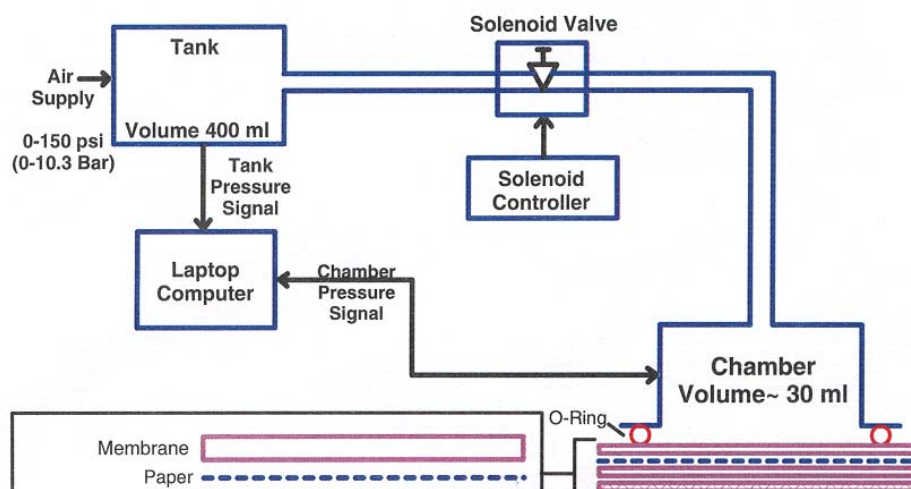 Solenoid Valve
Tank
Air
Supply
Volume 400 ml
0-150 psi
(0-10.3 Bar)
Tank
Pressure
Signal
Solenoid
Controller
Laptop
Computer
Chamber
Pressure
Signal
Chamber
Volume~ 30 ml
O-Ring
Membrane
Paper